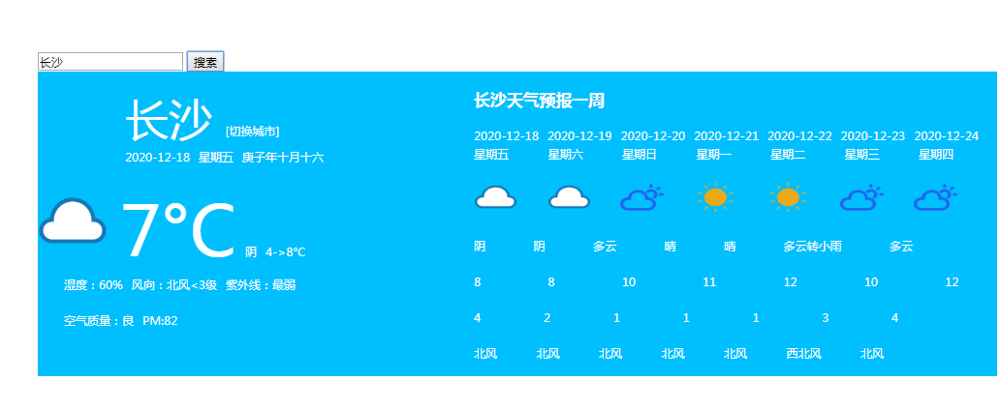 长沙 搜索
长沙 [切换城市]
2020-12-18 星期五 庚子年十月十六
7℃ 阴 4->8℃
湿度：60% 风向：北风<3级 紫外线：最弱
空气质量：良 PM:82
长沙天气预报一周
2020-12-18 2020-12-19 2020-12-20 2020-12-21 2020-12-22 2020-12-23 2020-12-24
星期五 星期六 星期日 星期一 星期二 星期三 星期四
阴 阴 多云 晴 晴 多云转小雨 多云
8 8 10 11 12 10 12
4 2 1 1 1 3 4
北风 北风 北风 北风 北风 西北风 北风